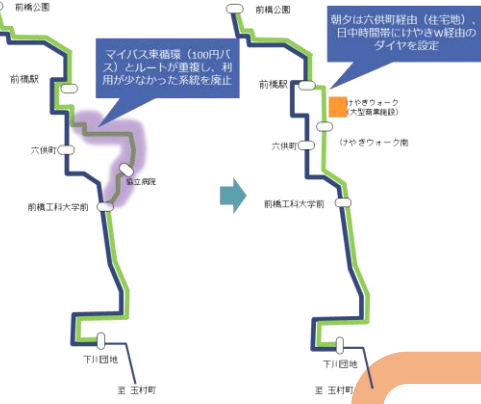 前橋公園
マイバス東循環（100円バ
ス）とルートが重複し、利
用が少なかった系統を廃止
前橋駅
六供町
協立病院
前橋工科大学前
下川団地
至 玉村町
前橋公園
朝夕は六供町経由（住宅地）、
日中時間帯にけやきW経由の
ダイヤを設定
前橋駅
けやきウォーク
（大型商業施設）
六供町
けやきウォーク南
前橋工科大学前
下川団地
至 玉村町